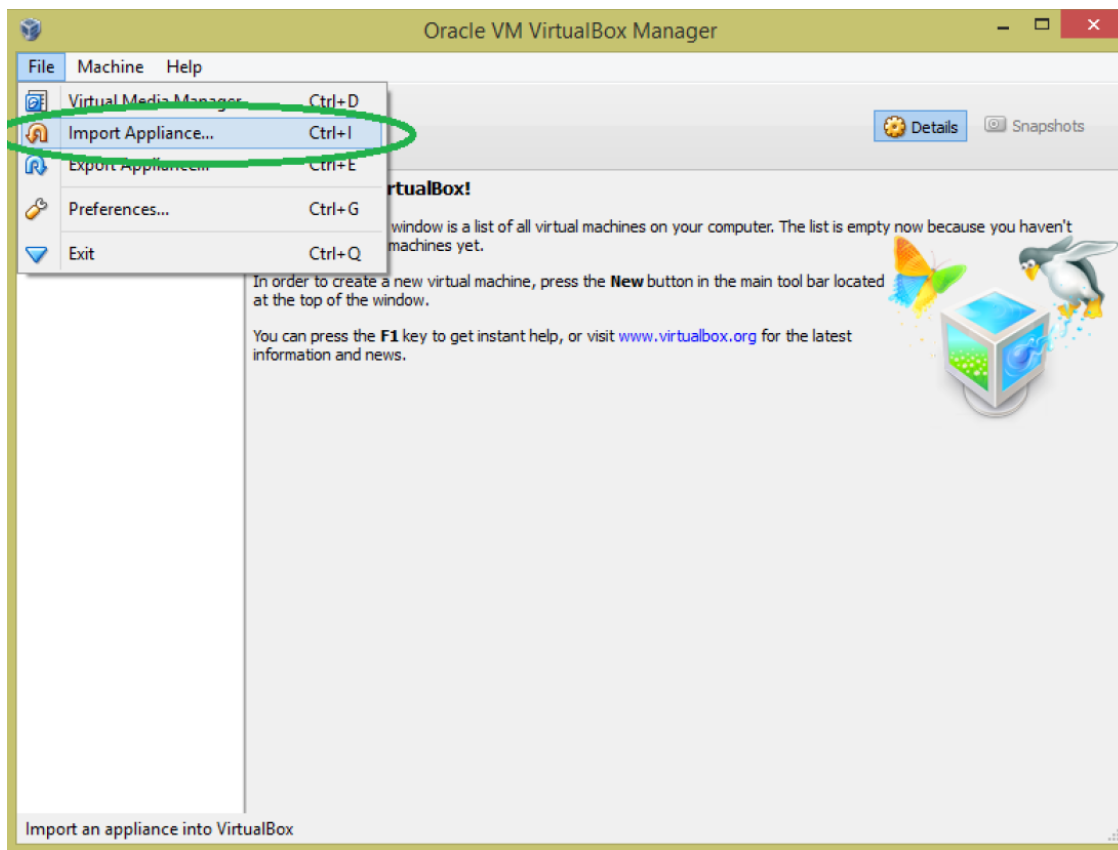 Oracle VM VirtualBox Manager
File Machine Help
Virtual Media Manager... Ctrl+D
Import Appliance... Ctrl+I
Export Appliance... Ctrl+E
Preferences... Ctrl+G
Exit Ctrl+Q
Details Snapshots
rtualBox!
window is a list of all virtual machines on your computer. The list is empty now because you haven't
machines yet.
In order to create a new virtual machine, press the New button in the main tool bar located
at the top of the window.
You can press the F1 key to get instant help, or visit www.virtualbox.org for the latest
information and news.
Import an appliance into VirtualBox